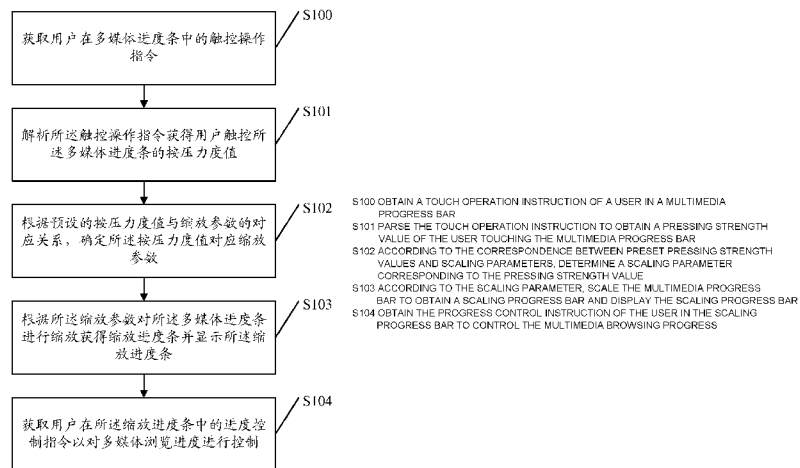 S100
获取用户在多媒体进度条中的触控操作
指令
S101
解析所述触控操作指令获得用户触控所
述多媒体进度条的按压力度值
S102
根据预设的按压力度值与缩放参数的对
应关系，确定所述按压力度值对应缩放
参数
S103
根据所述缩放参数对所述多媒体进度条
进行缩放获得缩放进度条并显示所述缩
放进度条
S104
获取用户在所述缩放进度条中的进度控
制指令以对多媒体浏览进度进行控制
S100 OBTAIN A TOUCH OPERATION INSTRUCTION OF A USER IN A MULTIMEDIA
PROGRESS BAR
S101 PARSE THE TOUCH OPERATION INSTRUCTION TO OBTAIN A PRESSING STRENGTH
VALUE OF THE USER TOUCHING THE MULTIMEDIA PROGRESS BAR
S102 ACCORDING TO THE CORRESPONDENCE BETWEEN PRESET PRESSING STRENGTH
VALUES AND SCALING PARAMETERS, DETERMINE A SCALING PARAMETER
CORRESPONDING TO THE PRESSING STRENGTH VALUE
S103 ACCORDING TO THE SCALING PARAMETER, SCALE THE MULTIMEDIA PROGRESS
BAR TO OBTAIN A SCALING PROGRESS BAR AND DISPLAY THE SCALING PROGRESS BAR
S104 OBTAIN THE PROGRESS CONTROL INSTRUCTION OF THE USER IN THE SCALING
PROGRESS BAR TO CONTROL THE MULTIMEDIA BROWSING PROGRESS